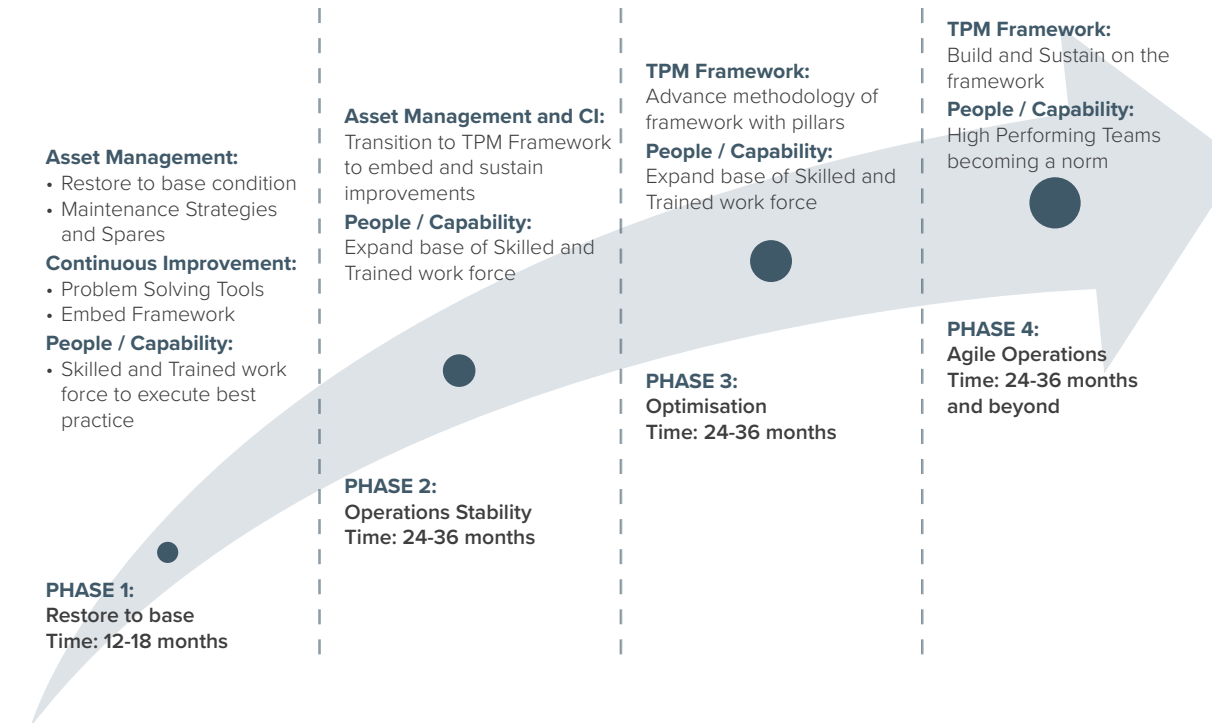 Asset Management:
• Restore to base condition
• Maintenance Strategies
and Spares
Continuous Improvement:
• Problem Solving Tools
• Embed Framework
People / Capability:
• Skilled and Trained work
force to execute best
practice
PHASE 1:
Restore to base
Time: 12-18 months
Asset Management and CI:
Transition to TPM Framework
to embed and sustain
improvements
People / Capability:
Expand base of Skilled and
Trained work force
PHASE 2:
Operations Stability
Time: 24-36 months
TPM Framework:
Advance methodology of
framework with pillars
People / Capability:
Expand base of Skilled and
Trained work force
PHASE 3:
Optimisation
Time: 24-36 months
TPM Framework:
Build and Sustain on the
framework
People / Capability:
High Performing Teams
becoming a norm
PHASE 4:
Agile Operations
Time: 24-36 months
and beyond